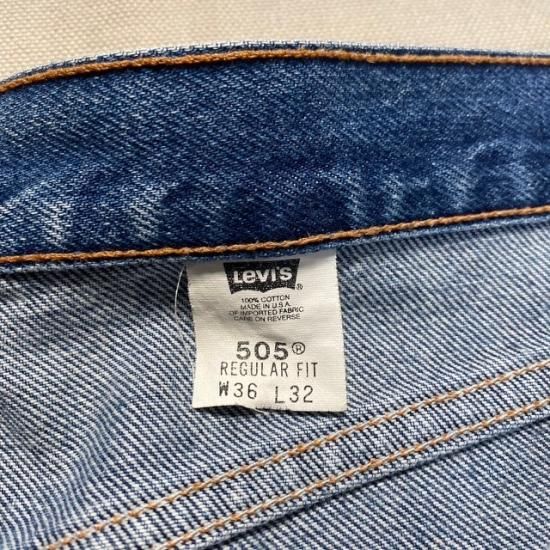 Levi's®
100% COTTON
MADE IN U.S.A.
OF IMPORTED FABRIC
CARE ON REVERSE
505®
REGULAR FIT
W36 L32